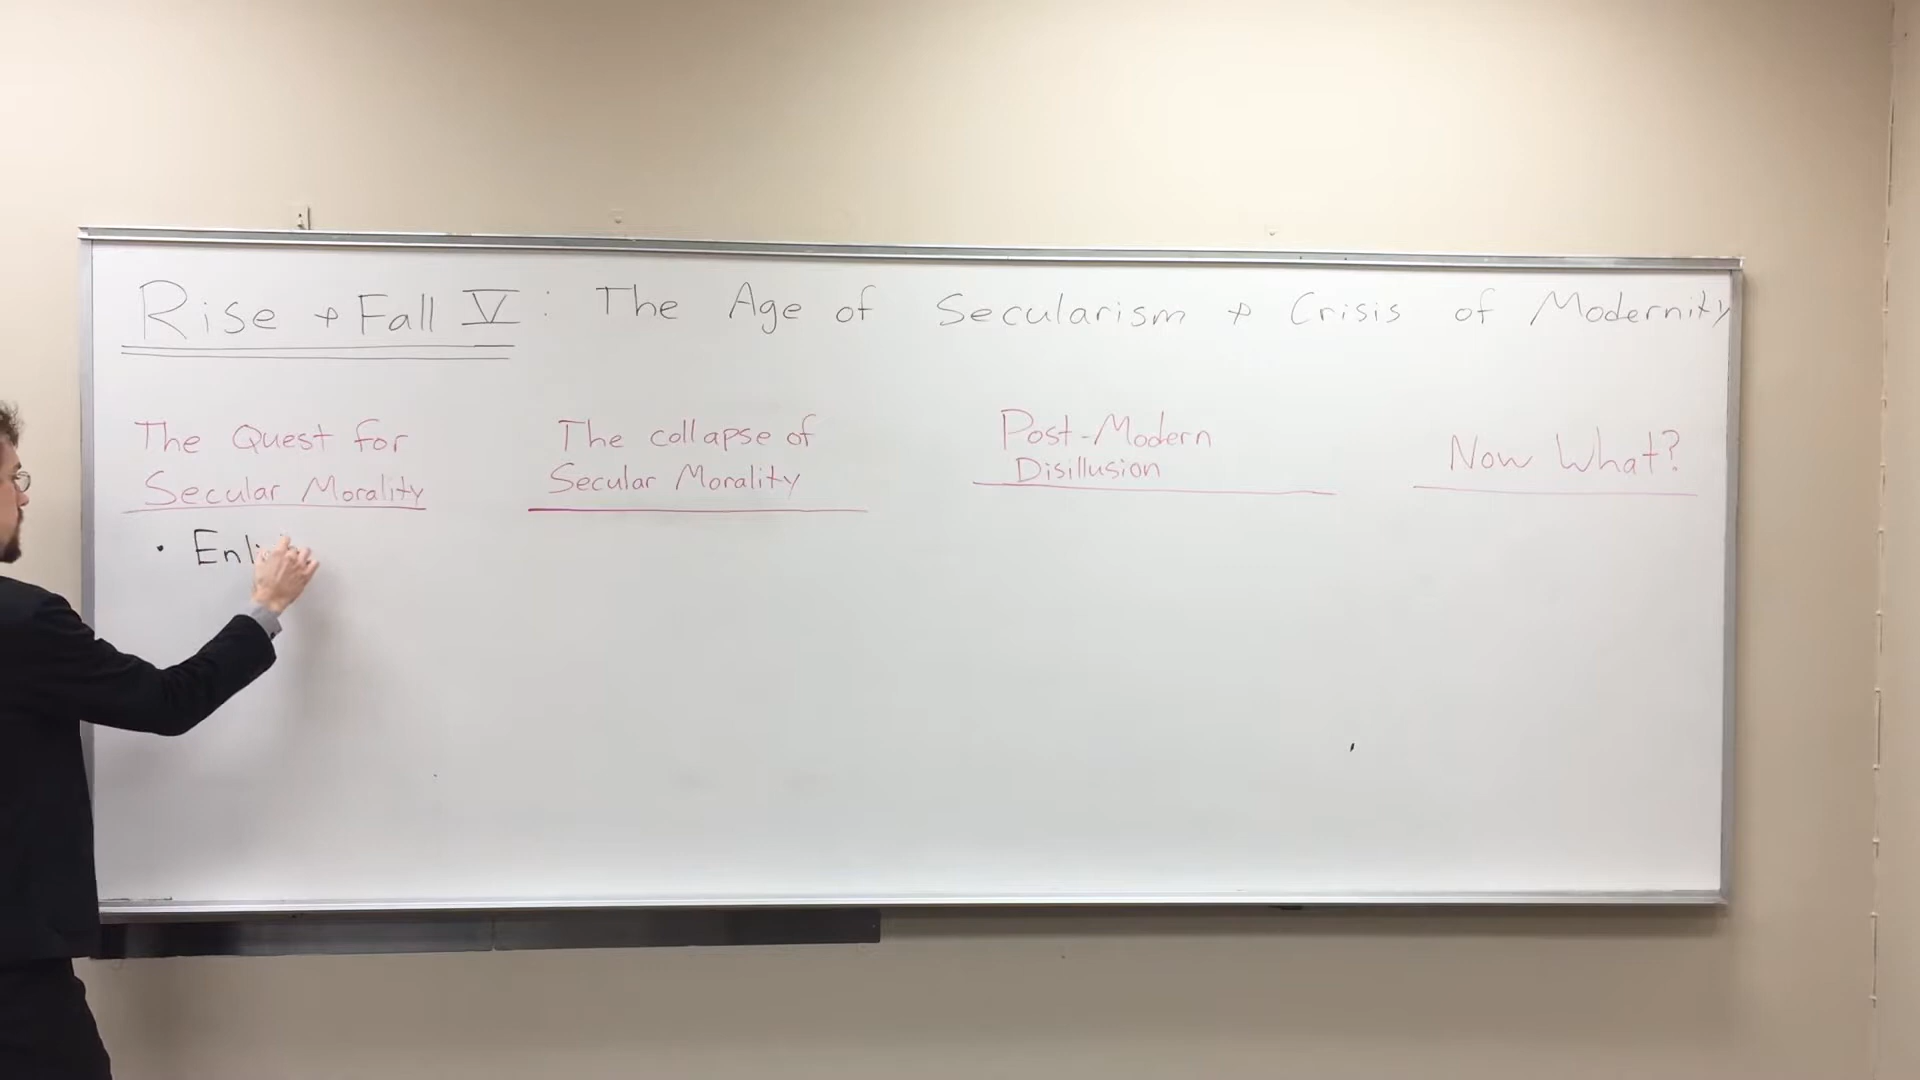 Rise + Fall V: The Age of Secularism + Crisis of Modernity
The Quest for
Secular Morality
The collapse of
Secular Morality
Post-Modern
Disillusion
Now What?